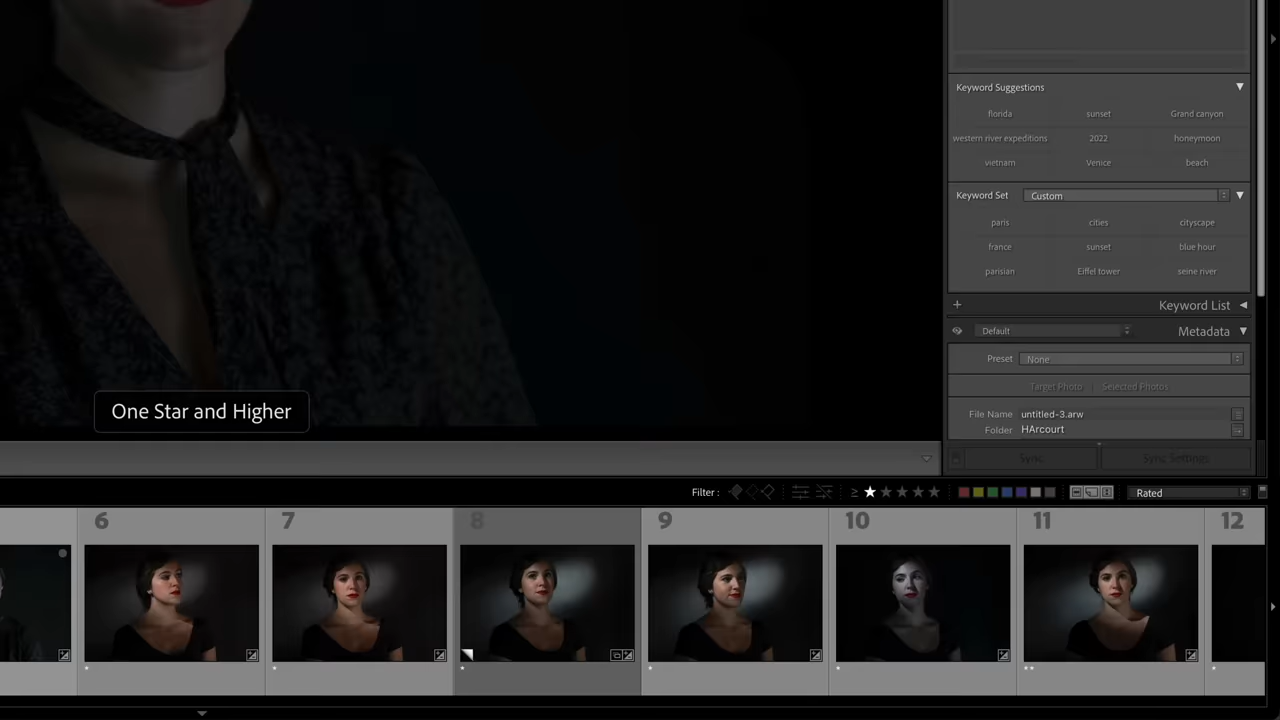 Keyword Suggestions
florida sunset Grand canyon
western river expeditions 2022 honeymoon
vietnam Venice beach
Keyword Set Custom
paris cities cityscape
france sunset blue hour
parisian Eiffel tower seine river
+ Keyword List
Default Metadata
Preset None
Target Photo Selected Photos
File Name untitled-3.arw
Folder HArcourt
Sync Sync Settings
One Star and Higher
Filter : ≥ ★★★★★ Rated
6 7 8 9 10 11 12